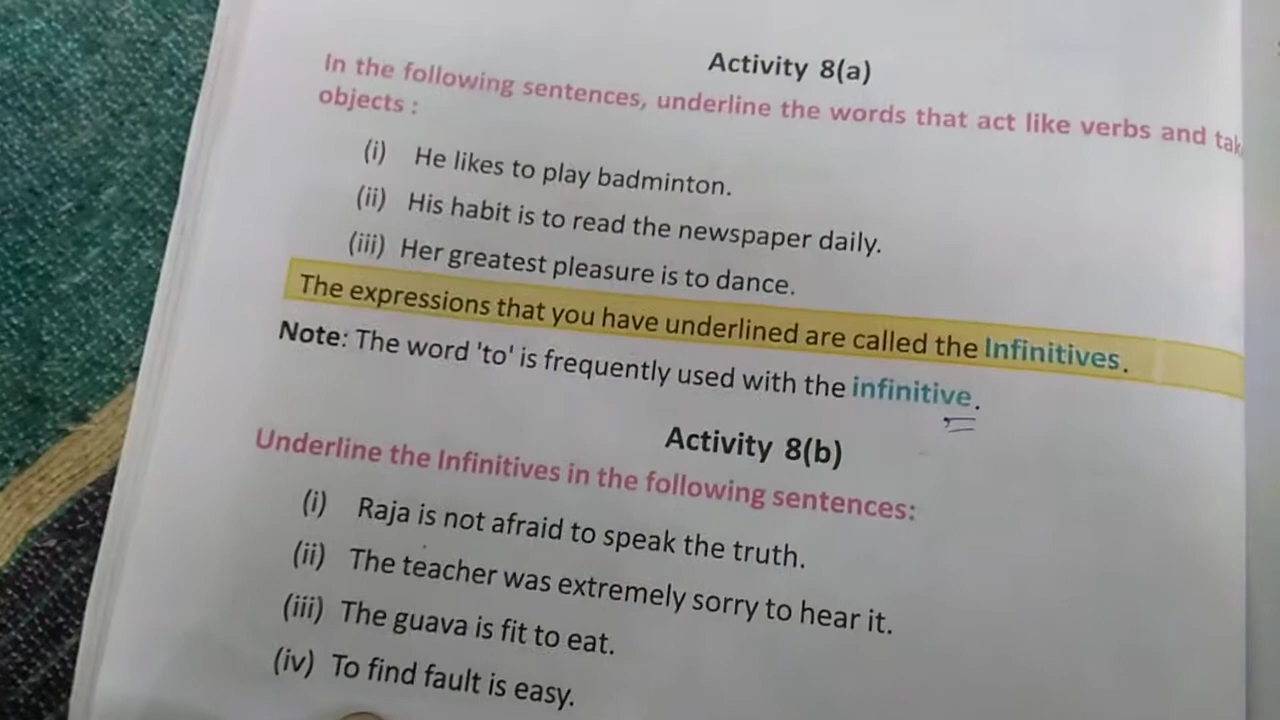 Activity 8(a)
In the following sentences, underline the words that act like verbs and
objects :
(i) He likes to play badminton.
(ii) His habit is to read the newspaper daily.
(iii) Her greatest pleasure is to dance.
The expressions that you have underlined are called the Infinitives.
Note: The word 'to' is frequently used with the infinitive.
Activity 8(b)
Underline the Infinitives in the following sentences:
(i) Raja is not afraid to speak the truth.
(ii) The teacher was extremely sorry to hear it.
(iii) The guava is fit to eat.
(iv) To find fault is easy.